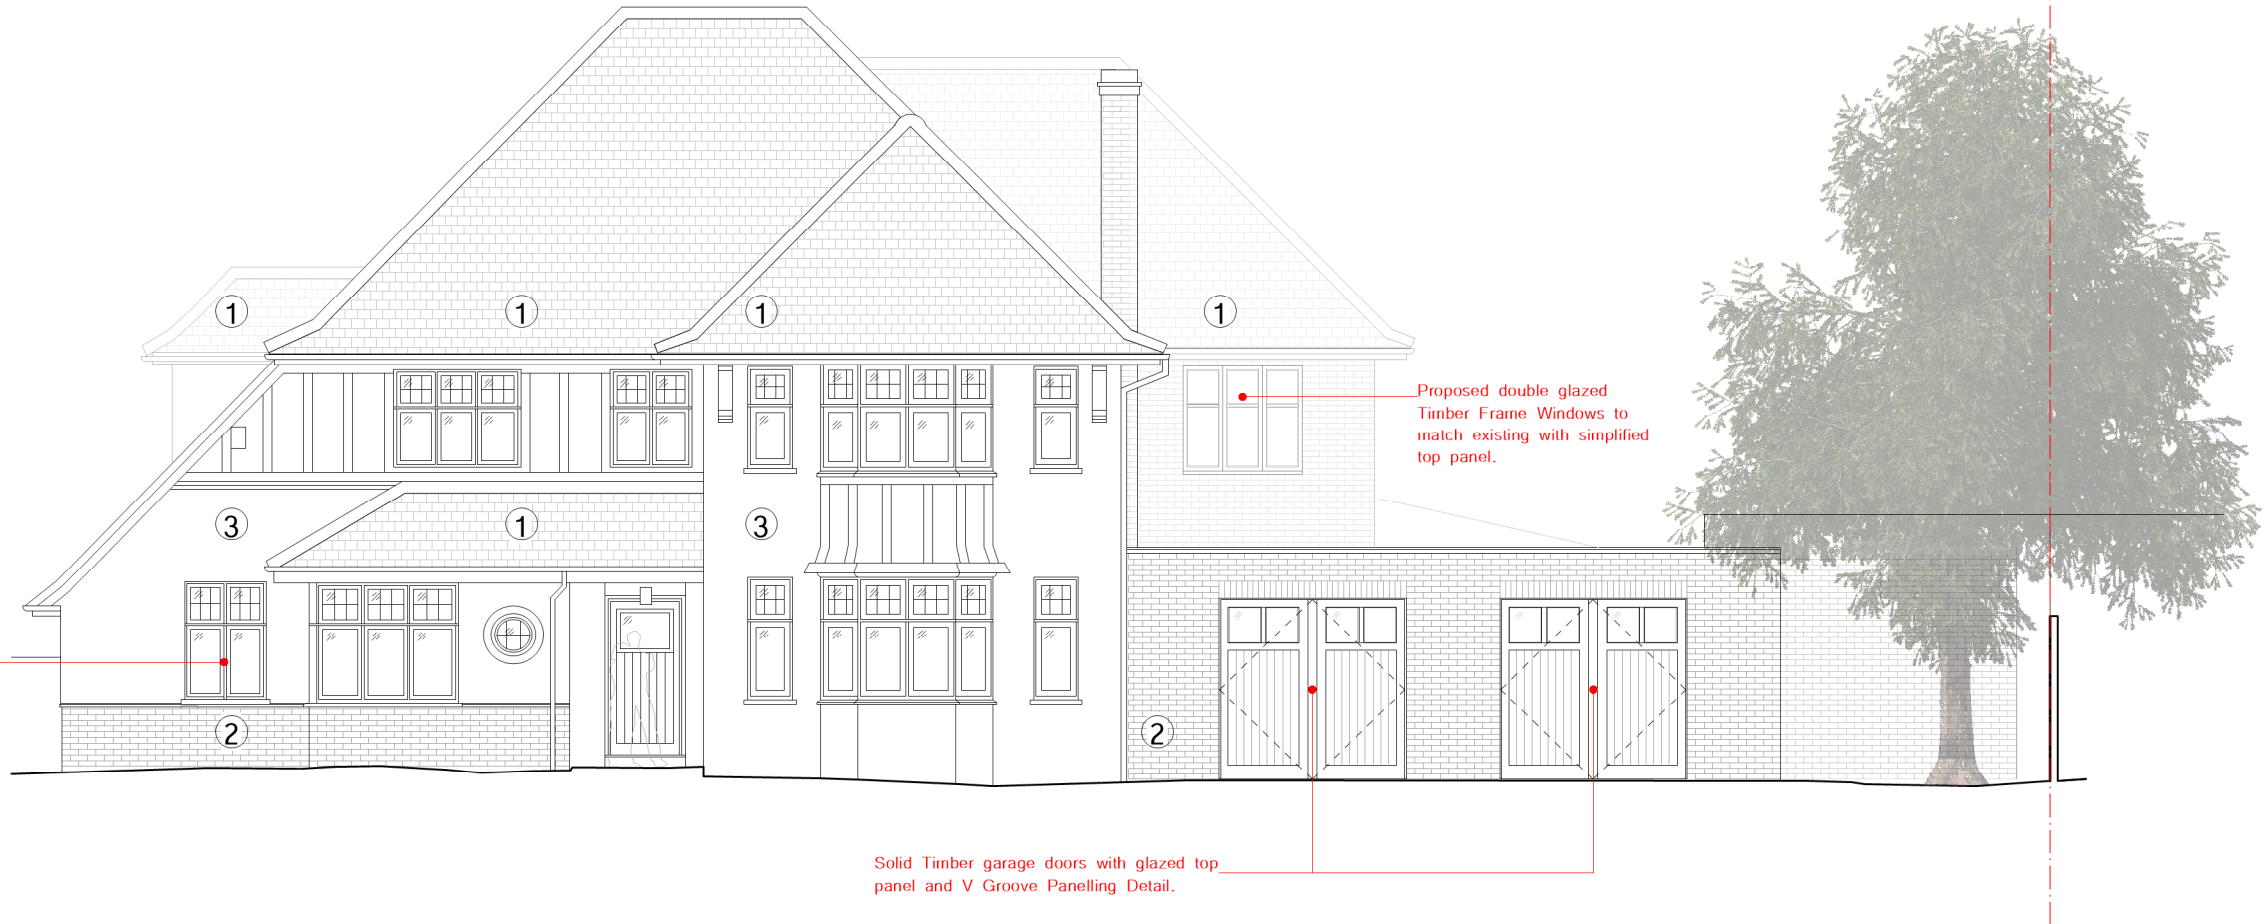 1
1
1
1
Proposed double glazed
Timber Frame Windows to
match existing with simplified
top panel.
3
1
3
2
2
Solid Timber garage doors with glazed top
panel and V Groove Panelling Detail.